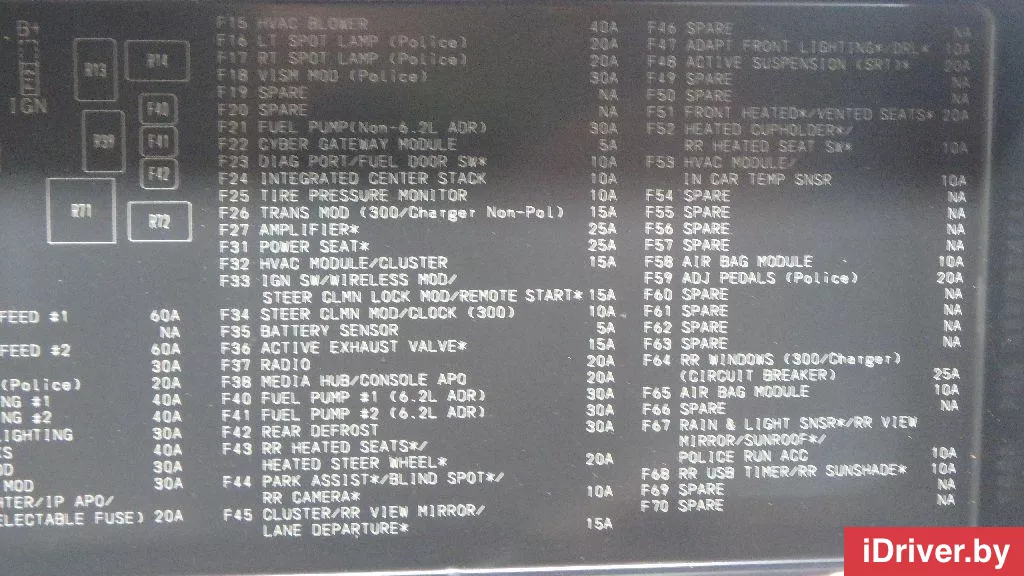 B+
IGN
R13
R14
F40
R39
F41
F42
R71
R72
FEED #1 60A
NA
FEED #2 60A
30A
(Police) 20A
NG #1 40A
NG #2 40A
LIGHTING 30A
S 40A
OD 30A
MOD 30A
HTER/IP APO/
ELECTABLE FUSE) 20A
F15 HVAC BLOWER 40A
F16 LT SPOT LAMP (Police) 20A
F17 RT SPOT LAMP (Police) 20A
F18 VISM MOD (Police) 30A
F19 SPARE NA
F20 SPARE NA
F21 FUEL PUMP(Non-6.2L ADR) 30A
F22 CYBER GATEWAY MODULE 5A
F23 DIAG PORT/FUEL DOOR SW* 10A
F24 INTEGRATED CENTER STACK 10A
F25 TIRE PRESSURE MONITOR 10A
F26 TRANS MOD (300/Charger Non-Pol) 15A
F27 AMPLIFIER* 25A
F31 POWER SEAT* 25A
F32 HVAC MODULE/CLUSTER 15A
F33 IGN SW/WIRELESS MOD/
STEER CLMN LOCK MOD/REMOTE START* 15A
F34 STEER CLMN MOD/CLOCK (300) 10A
F35 BATTERY SENSOR 5A
F36 ACTIVE EXHAUST VALVE* 15A
F37 RADIO 20A
F38 MEDIA HUB/CONSOLE APO 20A
F40 FUEL PUMP #1 (6.2L ADR) 30A
F41 FUEL PUMP #2 (6.2L ADR) 30A
F42 REAR DEFROST 30A
F43 RR HEATED SEATS*/
HEATED STEER WHEEL* 20A
F44 PARK ASSIST*/BLIND SPOT*/
RR CAMERA* 10A
F45 CLUSTER/RR VIEW MIRROR/
LANE DEPARTURE* 15A
F46 SPARE NA
F47 ADAPT FRONT LIGHTING*/DRL* 10A
F48 ACTIVE SUSPENSION (SRT)* 20A
F49 SPARE NA
F50 SPARE NA
F51 FRONT HEATED*/VENTED SEATS* 20A
F52 HEATED CUPHOLDER*/
RR HEATED SEAT SW* 10A
F53 HVAC MODULE/
IN CAR TEMP SNSR 10A
F54 SPARE NA
F55 SPARE NA
F56 SPARE NA
F57 SPARE NA
F58 AIR BAG MODULE 10A
F59 ADJ PEDALS (Police) 20A
F60 SPARE NA
F61 SPARE NA
F62 SPARE NA
F63 SPARE NA
F64 RR WINDOWS (300/Charger)
(CIRCUIT BREAKER) 25A
F65 AIR BAG MODULE 10A
F66 SPARE NA
F67 RAIN & LIGHT SNSR*/RR VIEW
MIRROR/SUNROOF*/
POLICE RUN ACC 10A
F68 RR USB TIMER/RR SUNSHADE* 10A
F69 SPARE NA
F70 SPARE NA
iDriver.by